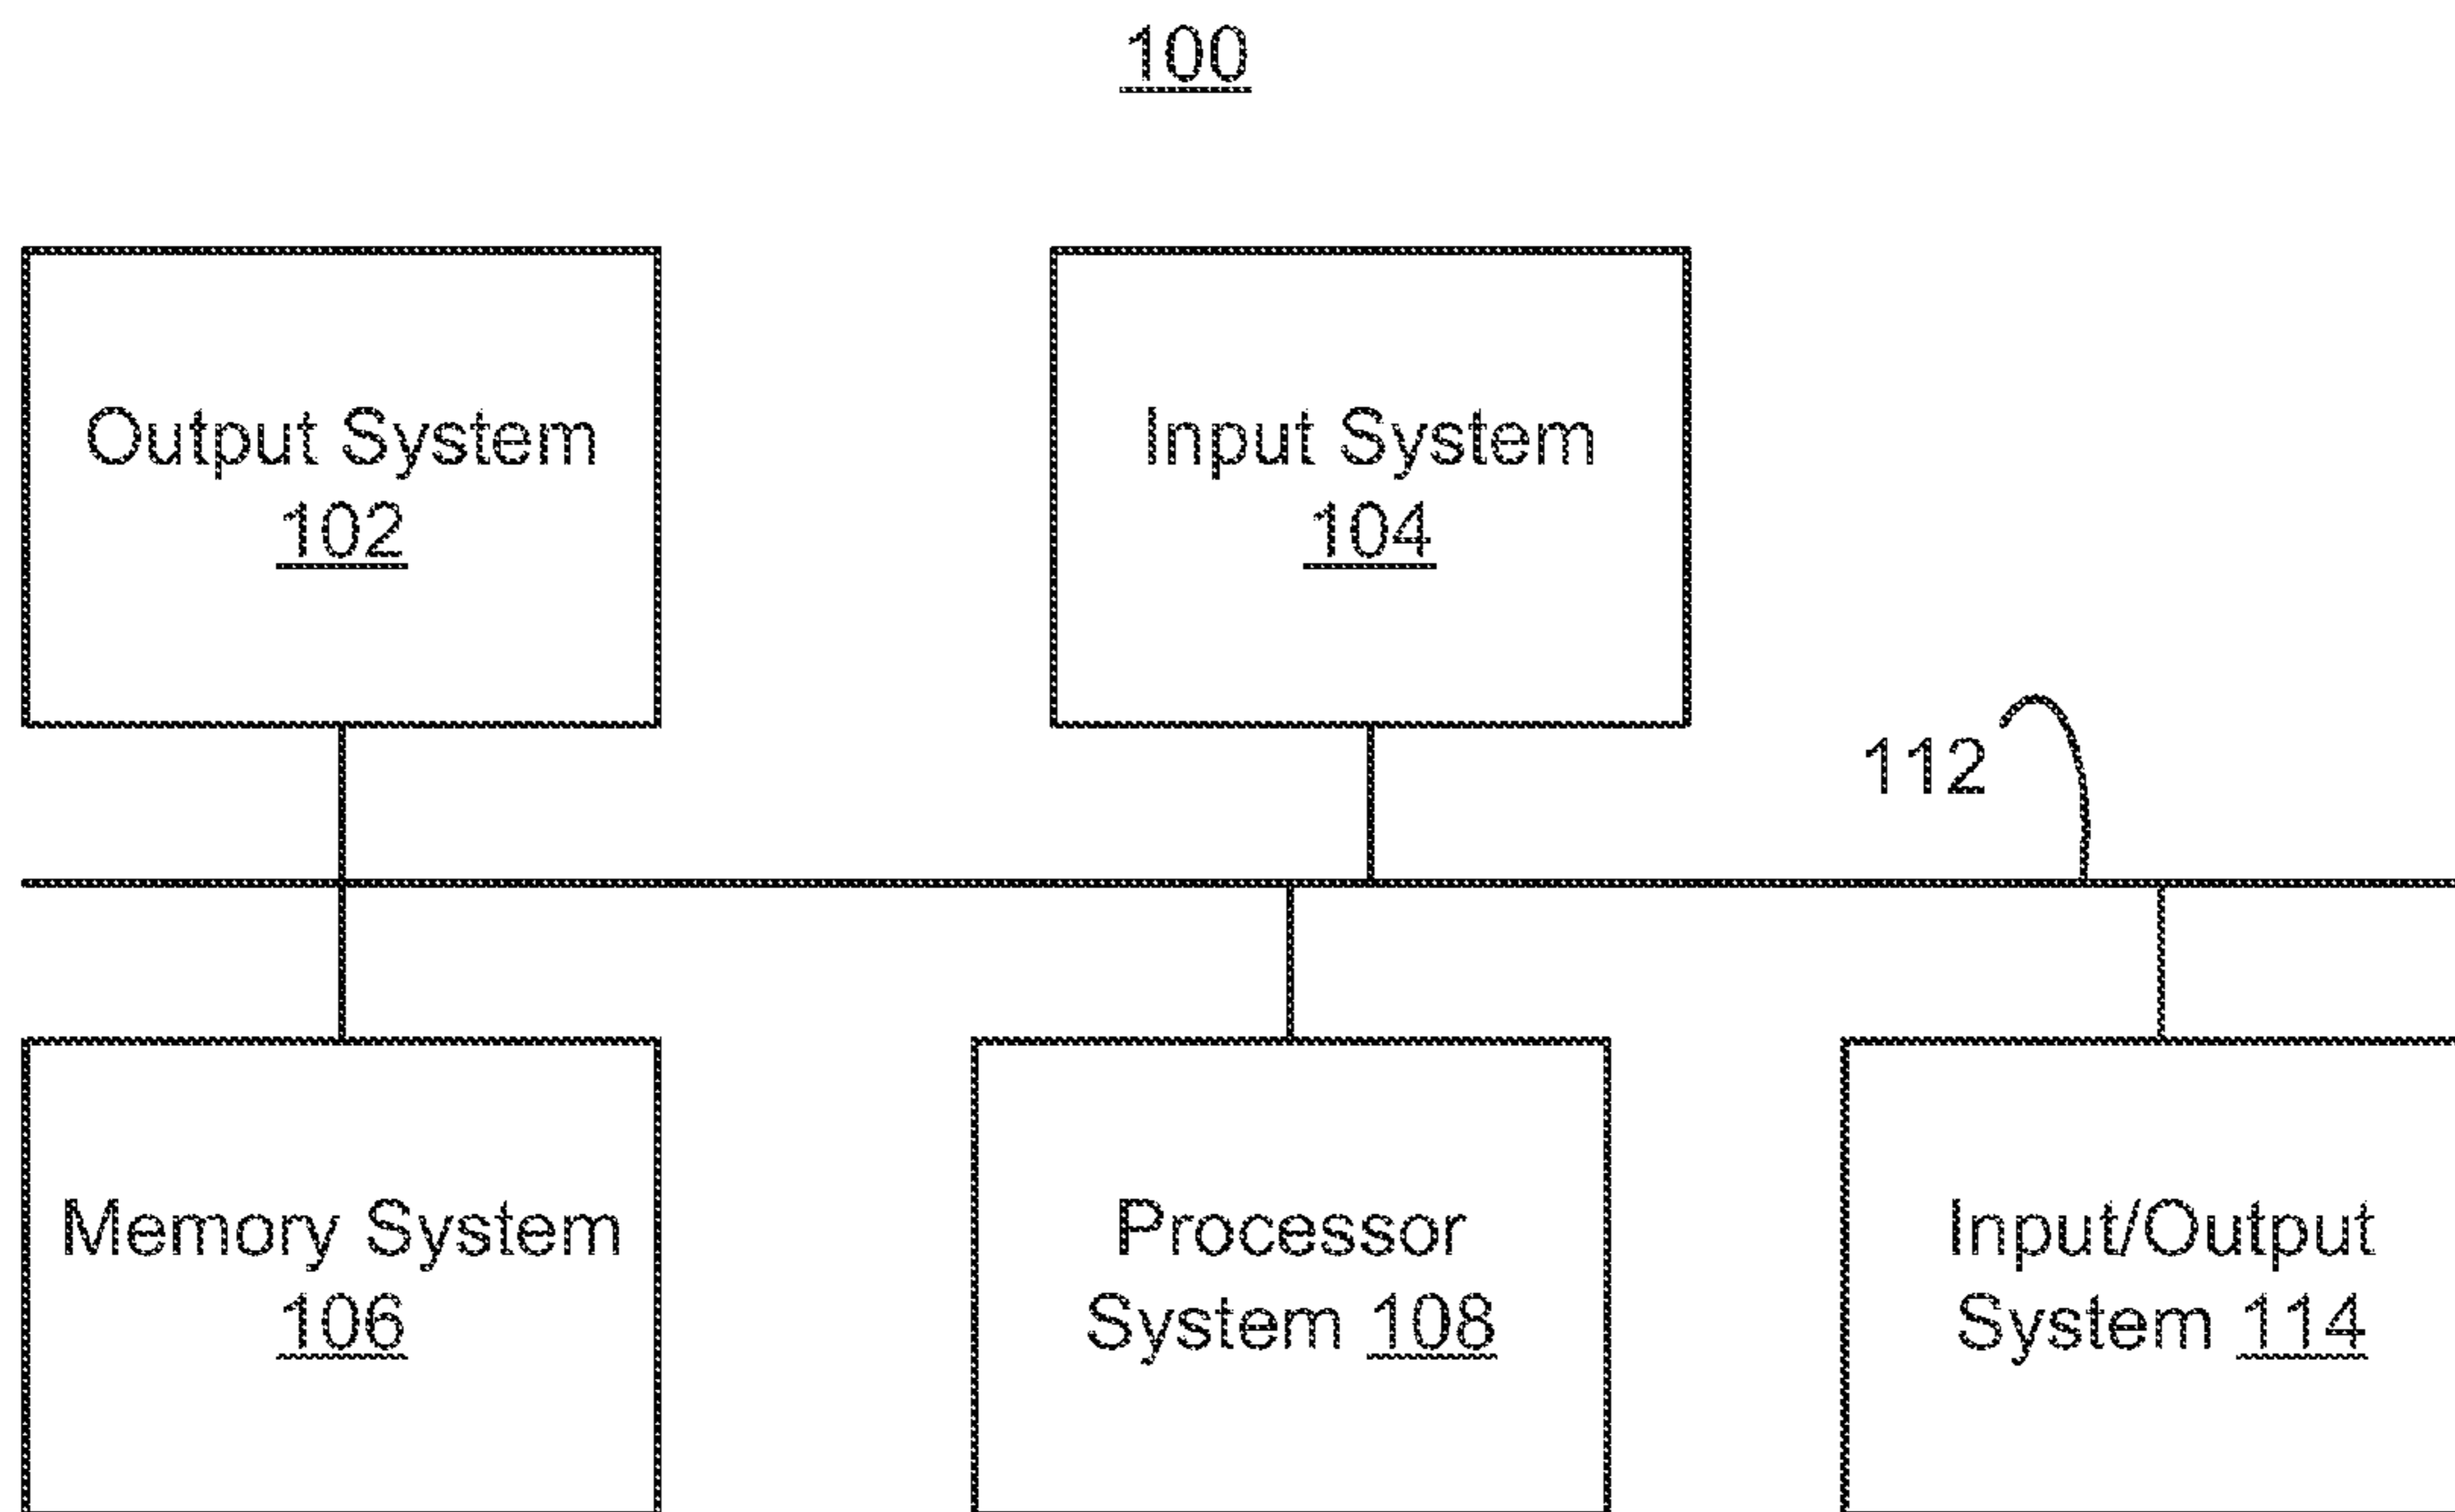 100
Output System
102
Input System
104
112
Memory System
106
Processor
System 108
Input/Output
System 114